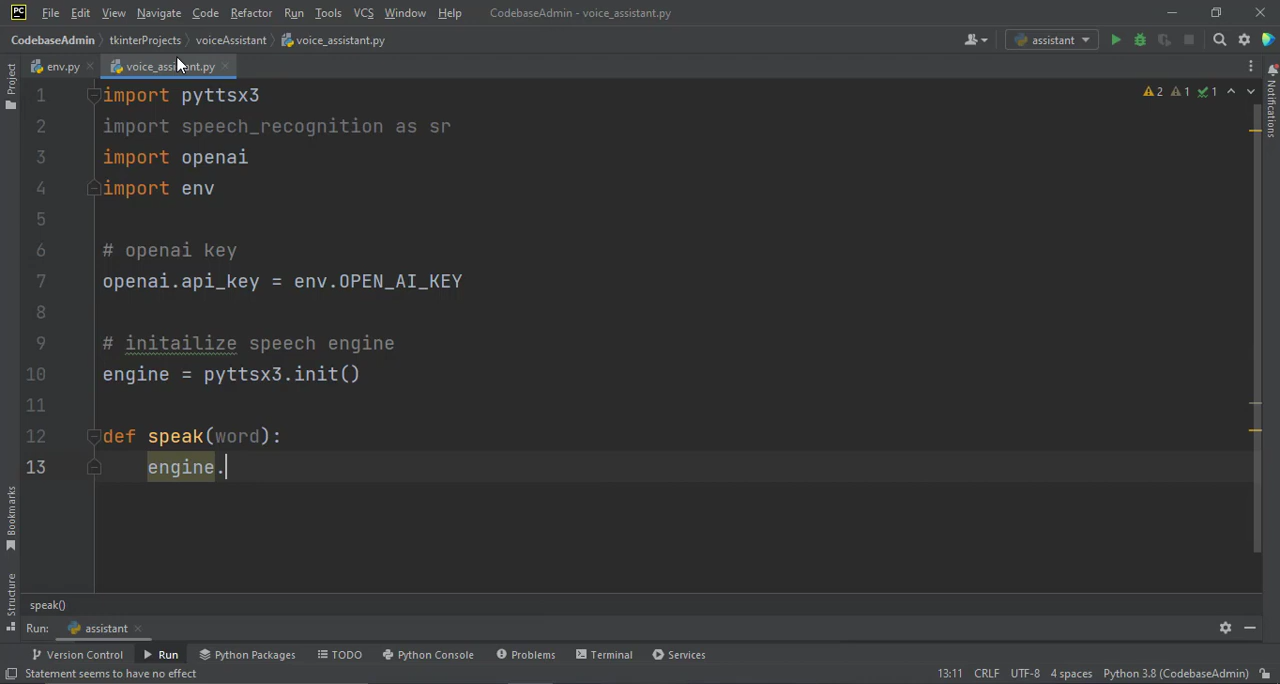 PC File Edit View Navigate Code Refactor Run Tools VCS Window Help CodebaseAdmin - voice_assistant.py
CodebaseAdmin tkinterProjects voiceAssistant voice_assistant.py assistant
env.py voice_assistant.py
Project
Notifications
2 1 1
1 import pyttsx3
2 import speech_recognition as sr
3 import openai
4 import env
5
6 # openai key
7 openai.api_key = env.OPEN_AI_KEY
8
9 # initailize speech engine
10 engine = pyttsx3.init()
11
12 def speak(word):
13 engine.
Bookmarks
Structure
speak()
Run: assistant
Version Control Run Python Packages TODO Python Console Problems Terminal Services
Statement seems to have no effect 13:11 CRLF UTF-8 4 spaces Python 3.8 (CodebaseAdmin)